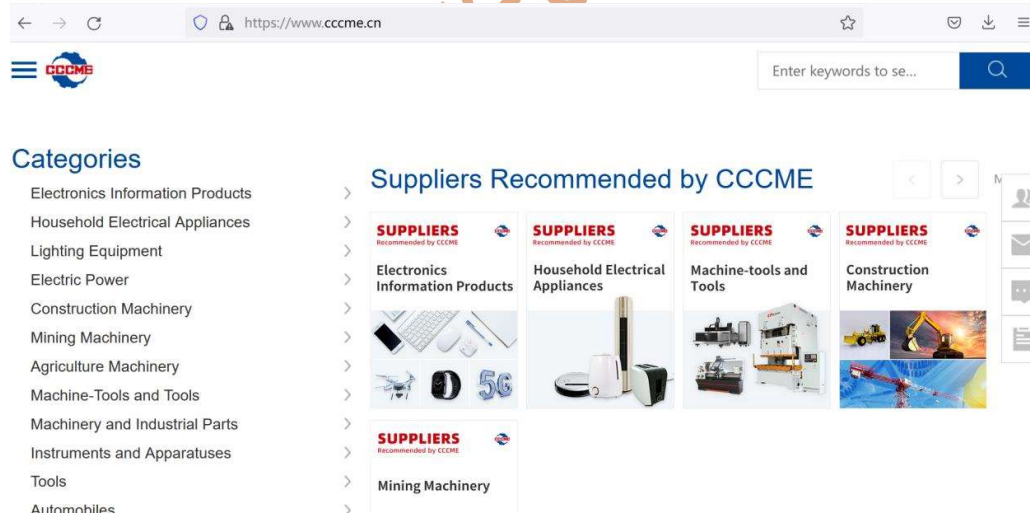 https://www.cccme.cn
CCCME
Enter keywords to se...
Categories
Electronics Information Products
Household Electrical Appliances
Lighting Equipment
Electric Power
Construction Machinery
Mining Machinery
Agriculture Machinery
Machine-Tools and Tools
Machinery and Industrial Parts
Instruments and Apparatuses
Tools
Automobiles
Suppliers Recommended by CCCME
M
SUPPLIERS
Recommended by CCCME
Electronics
Information Products
5G
SUPPLIERS
Recommended by CCCME
Household Electrical
Appliances
SUPPLIERS
Recommended by CCCME
Machine-tools and
Tools
SUPPLIERS
Recommended by CCCME
Construction
Machinery
SUPPLIERS
Recommended by CCCME
Mining Machinery